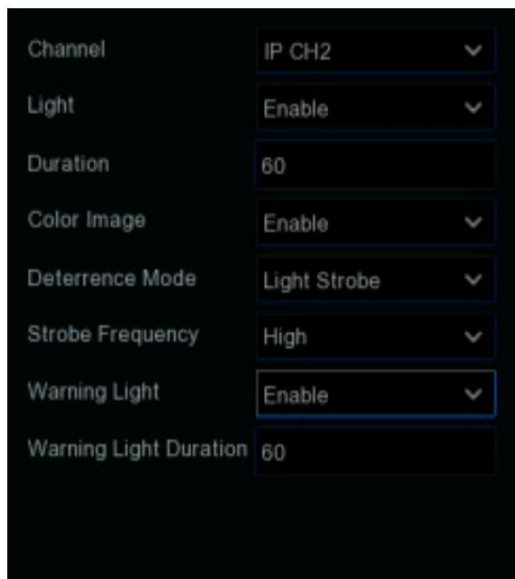 Channel IP CH2
Light Enable
Duration 60
Color Image Enable
Deterrence Mode Light Strobe
Strobe Frequency High
Warning Light Enable
Warning Light Duration 60